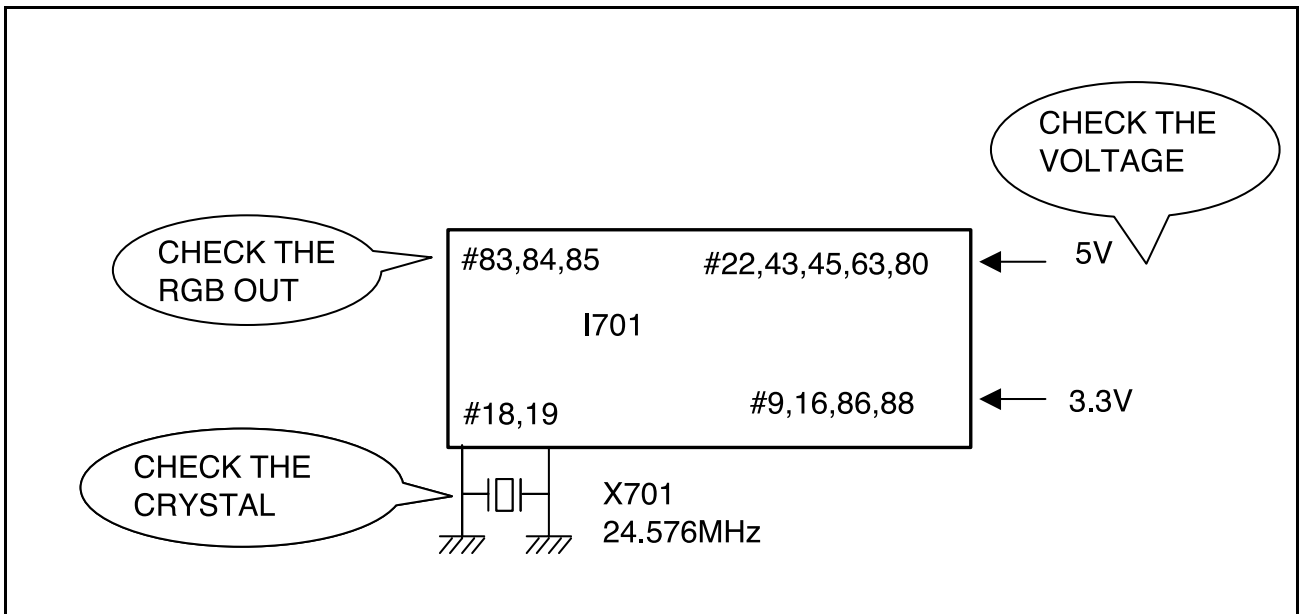 CHECK THE
VOLTAGE
CHECK THE
RGB OUT
#83,84,85
#22,43,45,63,80
5V
I701
#18,19
#9,16,86,88
3.3V
CHECK THE
CRYSTAL
X701
24.576MHz